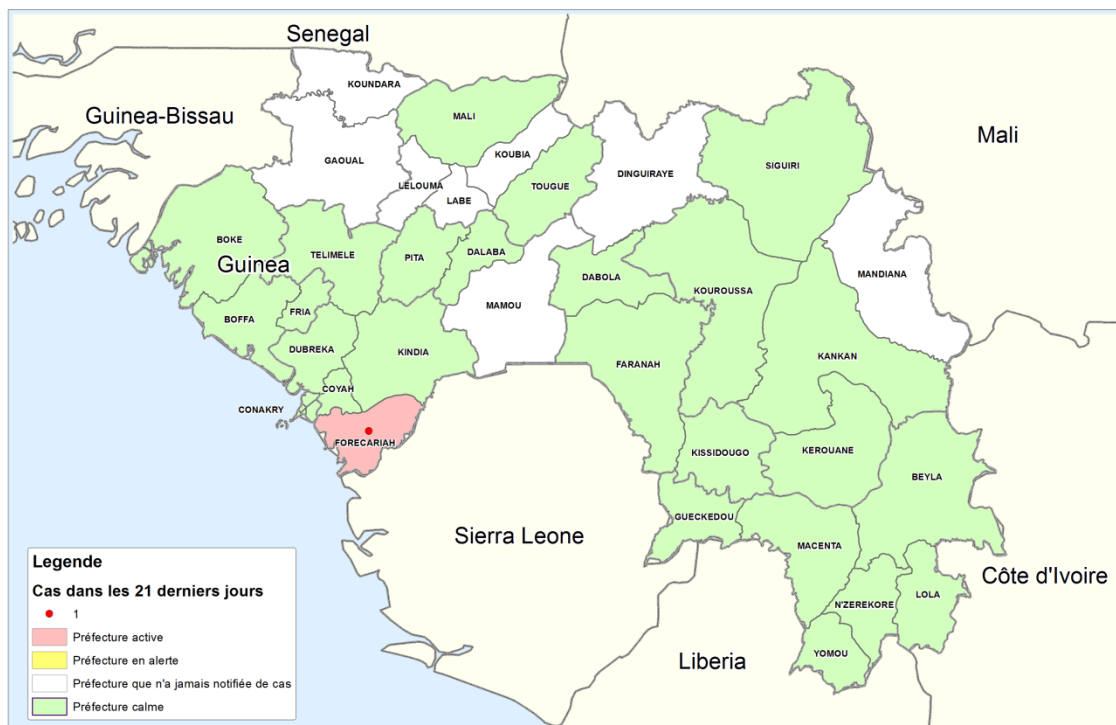 Senegal
KOUNDARA
Guinea-Bissau
MALI
Mali
KOUBIA
GAOUAL
SIGUIRI
DINGUIRAYE
LELOUMA
TOUGUE
LABE
BOKE
TELIMELE
DALABA
PITA
Guinea
DABOLA
MANDIANA
KOUROUSSA
MAMOU
FRIA
BOFFA
DUBREKA
KINDIA
KANKAN
FARANAH
COYAH
CONAKRY
FORECARIAH
KISSIDOUGO
KEROUANE
BEYLA
GUECKEDOU
Sierra Leone
MACENTA
Côte d'Ivoire
LOLA
N'ZEREKORE
YOMOU
Liberia
Legende
Cas dans les 21 derniers jours
1
Préfecture active
Préfecture en alerte
Préfecture que n'a jamais notifiée de cas
Préfecture calme